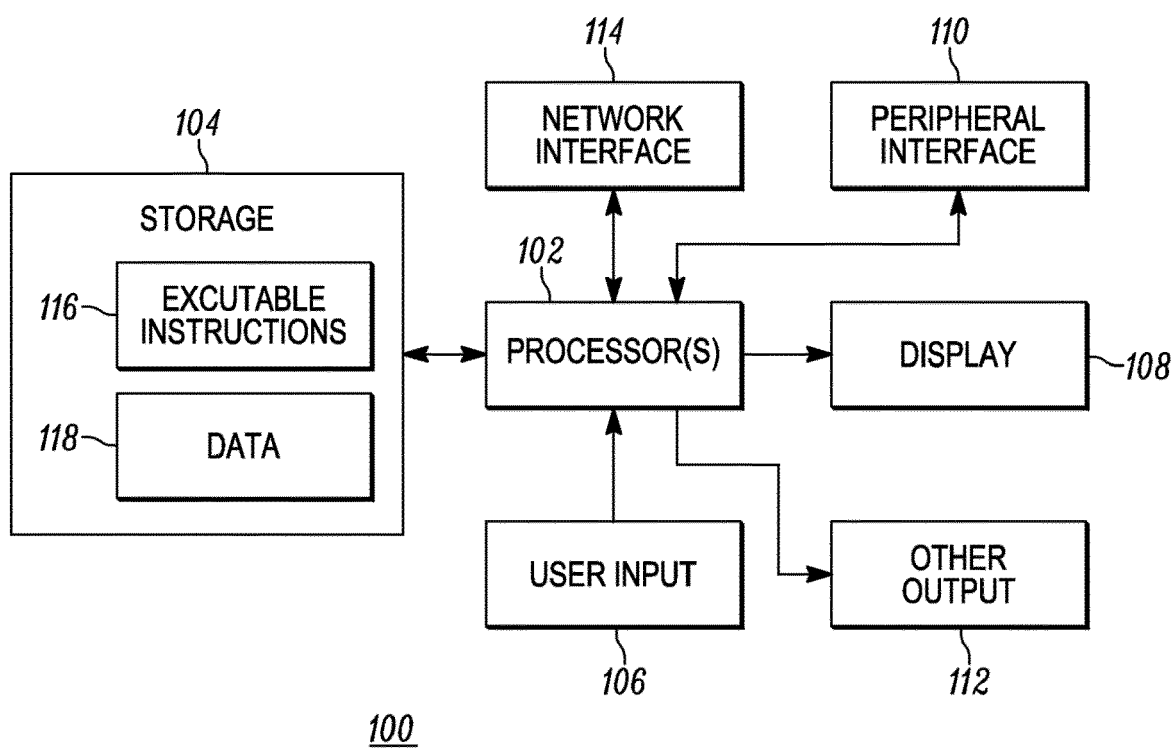 114
110
NETWORK
INTERFACE
PERIPHERAL
INTERFACE
104
STORAGE
116
EXCUTABLE
INSTRUCTIONS
118
DATA
102
PROCESSOR(S)
DISPLAY
108
USER INPUT
106
OTHER
OUTPUT
112
100